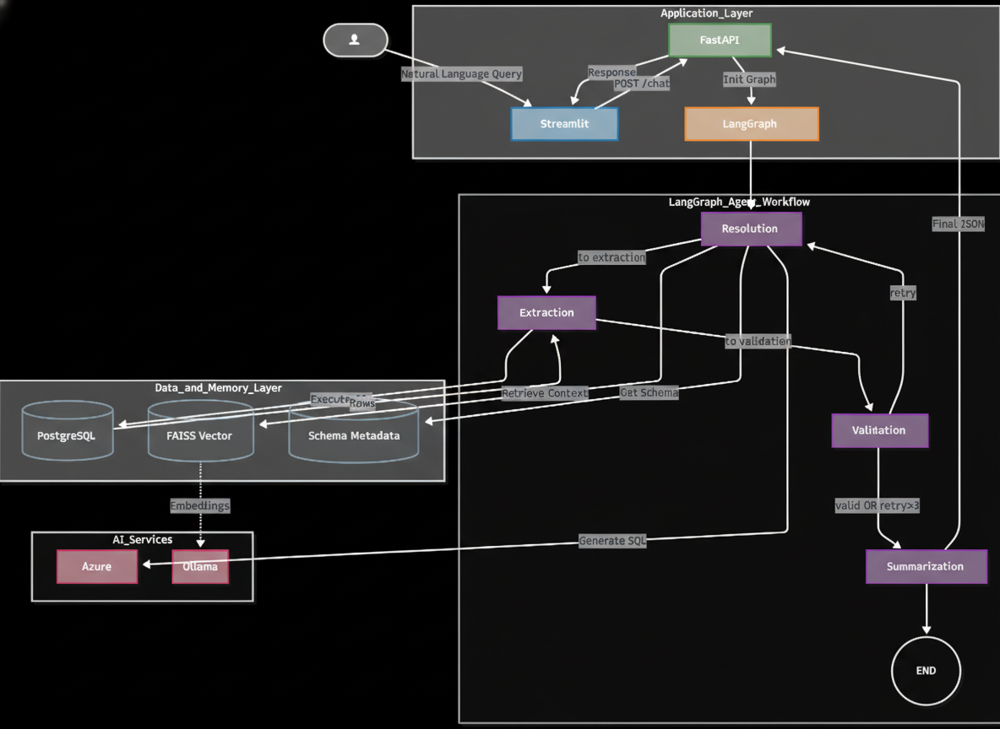 Application_Layer
FastAPI
Natural Language Query
Response
POST /chat
Init Graph
Streamlit
LangGraph
LangGraph_Agent_Workflow
Resolution
Final JSON
to extraction
retry
Extraction
to validation
Data_and_Memory_Layer
Execute
Rows
Retrieve Context
Get Schema
PostgreSQL
FAISS Vector
Schema Metadata
Validation
Embeddings
valid OR retry>3
AI_Services
Generate SQL
Azure
Ollama
Summarization
END